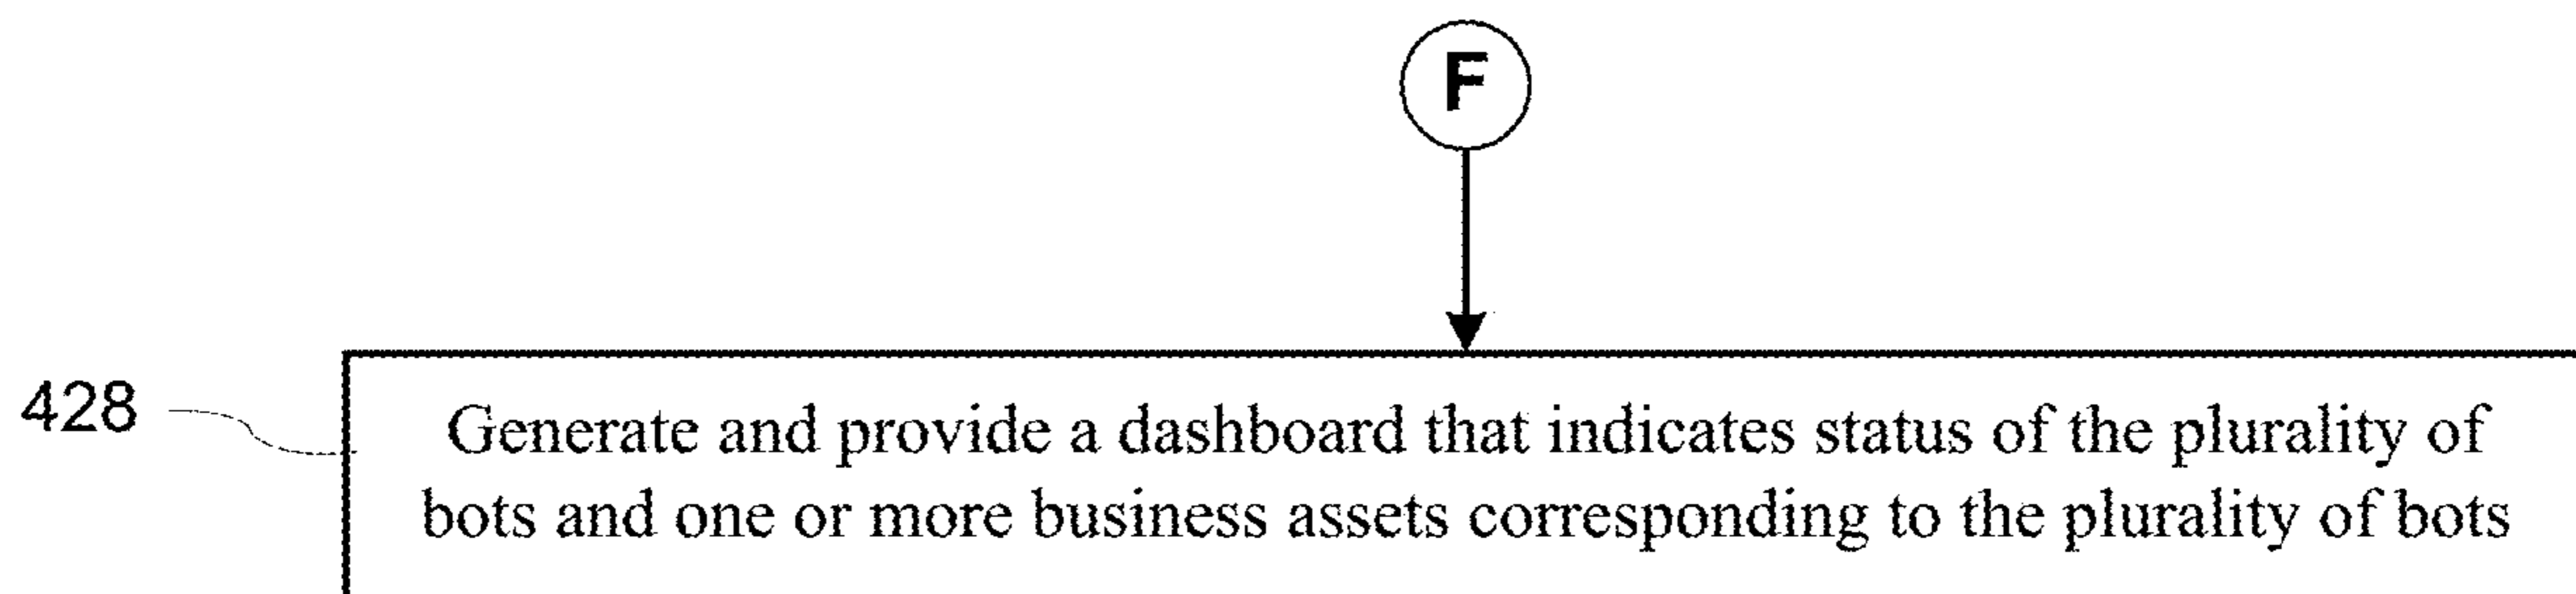 F
428
Generate and provide a dashboard that indicates status of the plurality of
bots and one or more business assets corresponding to the plurality of bots